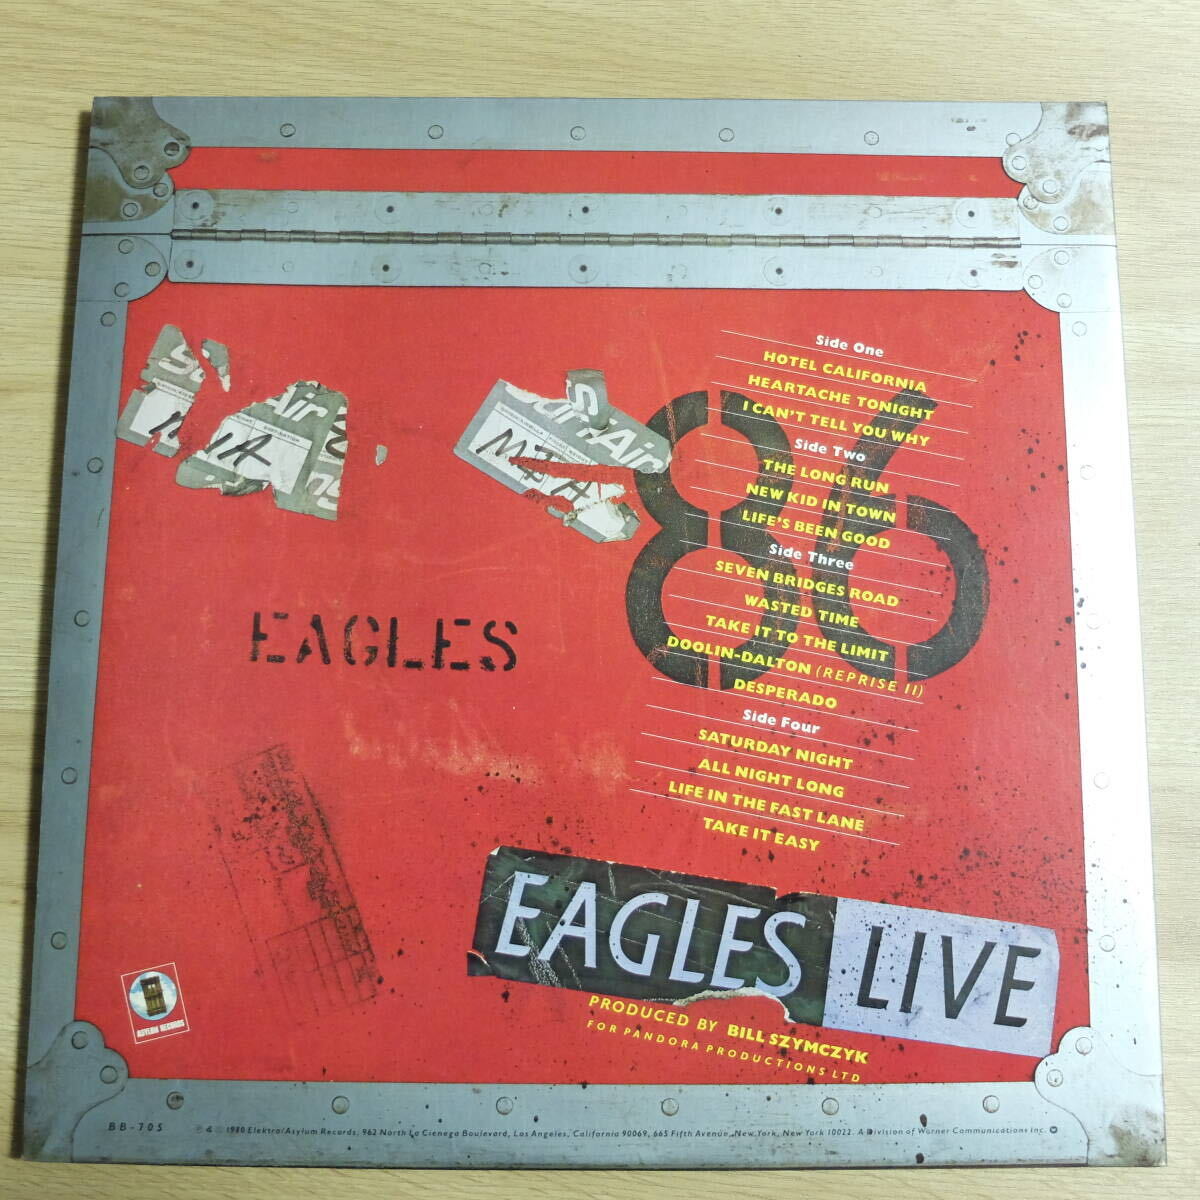 Side One
HOTEL CALIFORNIA
HEARTACHE TONIGHT
I CAN'T TELL YOU WHY
Side Two
THE LONG RUN
NEW KID IN TOWN
LIFE'S BEEN GOOD
Side Three
SEVEN BRIDGES ROAD
WASTED TIME
TAKE IT TO THE LIMIT
DOOLIN-DALTON (REPRISE II)
DESPERADO
Side Four
SATURDAY NIGHT
ALL NIGHT LONG
LIFE IN THE FAST LANE
TAKE IT EASY
86
MIA
Air
EAGLES
EAGLES LIVE
PRODUCED BY BILL SZYMCZYK
FOR PANDORA PRODUCTIONS LTD
ASYLUM RECORDS
BB-705
℗ & © 1980 Elektra/Asylum Records, 962 North La Cienega Boulevard, Los Angeles, California 90069, 665 Fifth Avenue, New York, New York 10022. A Division of Warner Communications Inc.